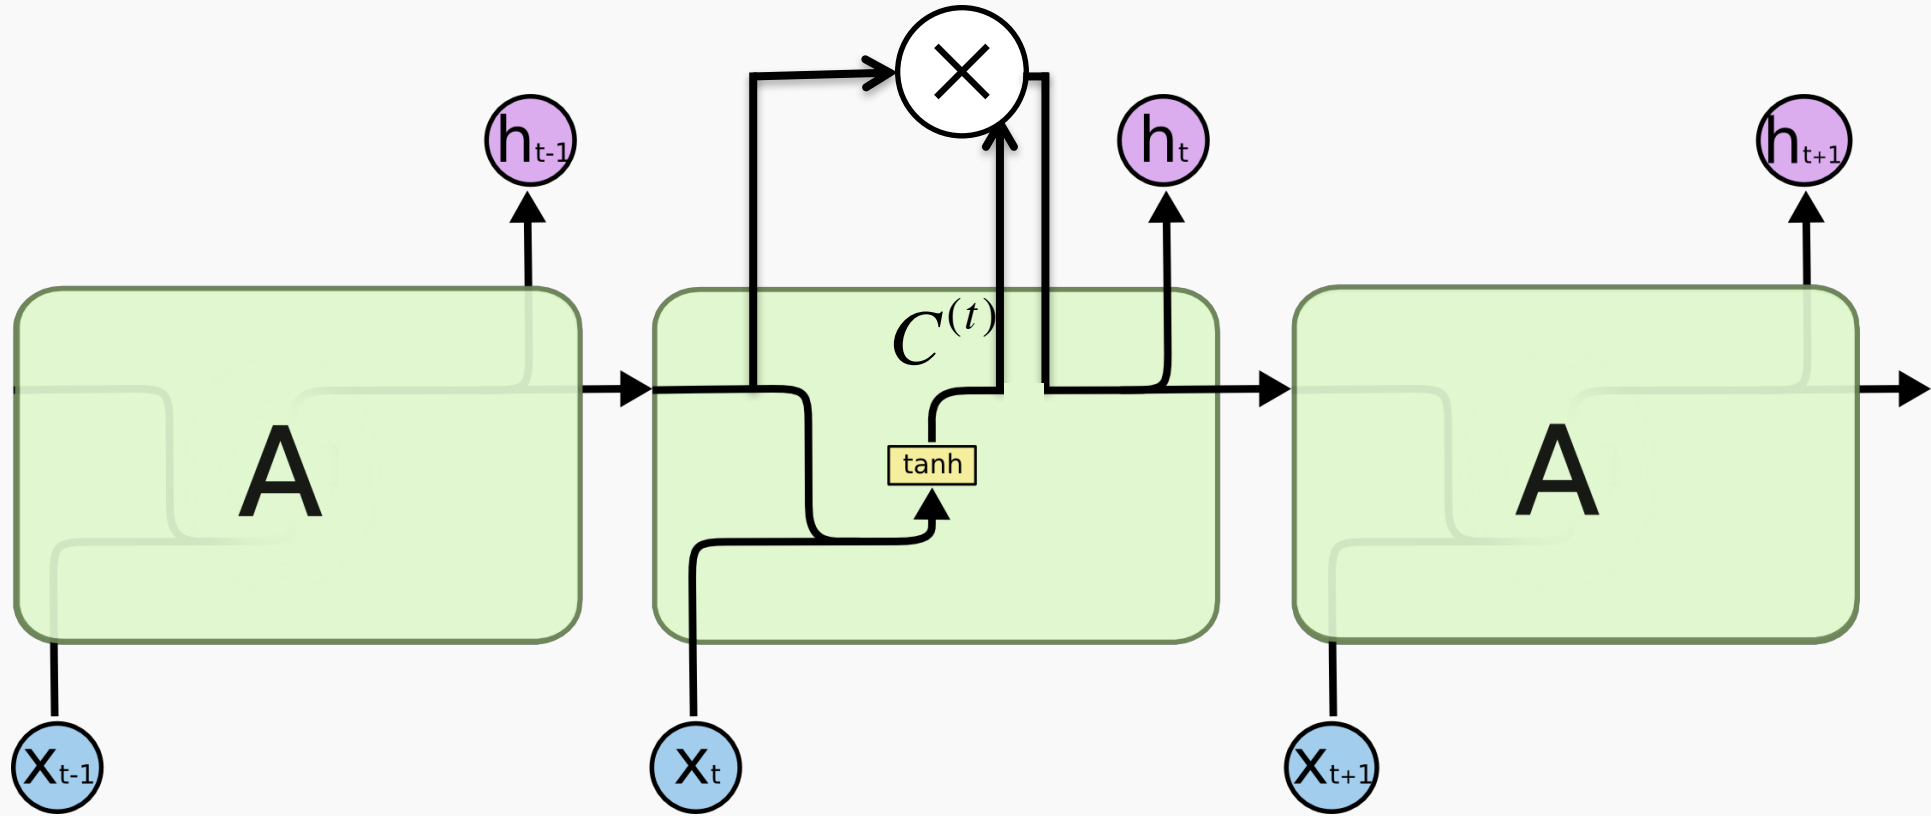 h t-1
h t
h t+1
C^(t)
A
tanh
A
x t-1
x t
x t+1